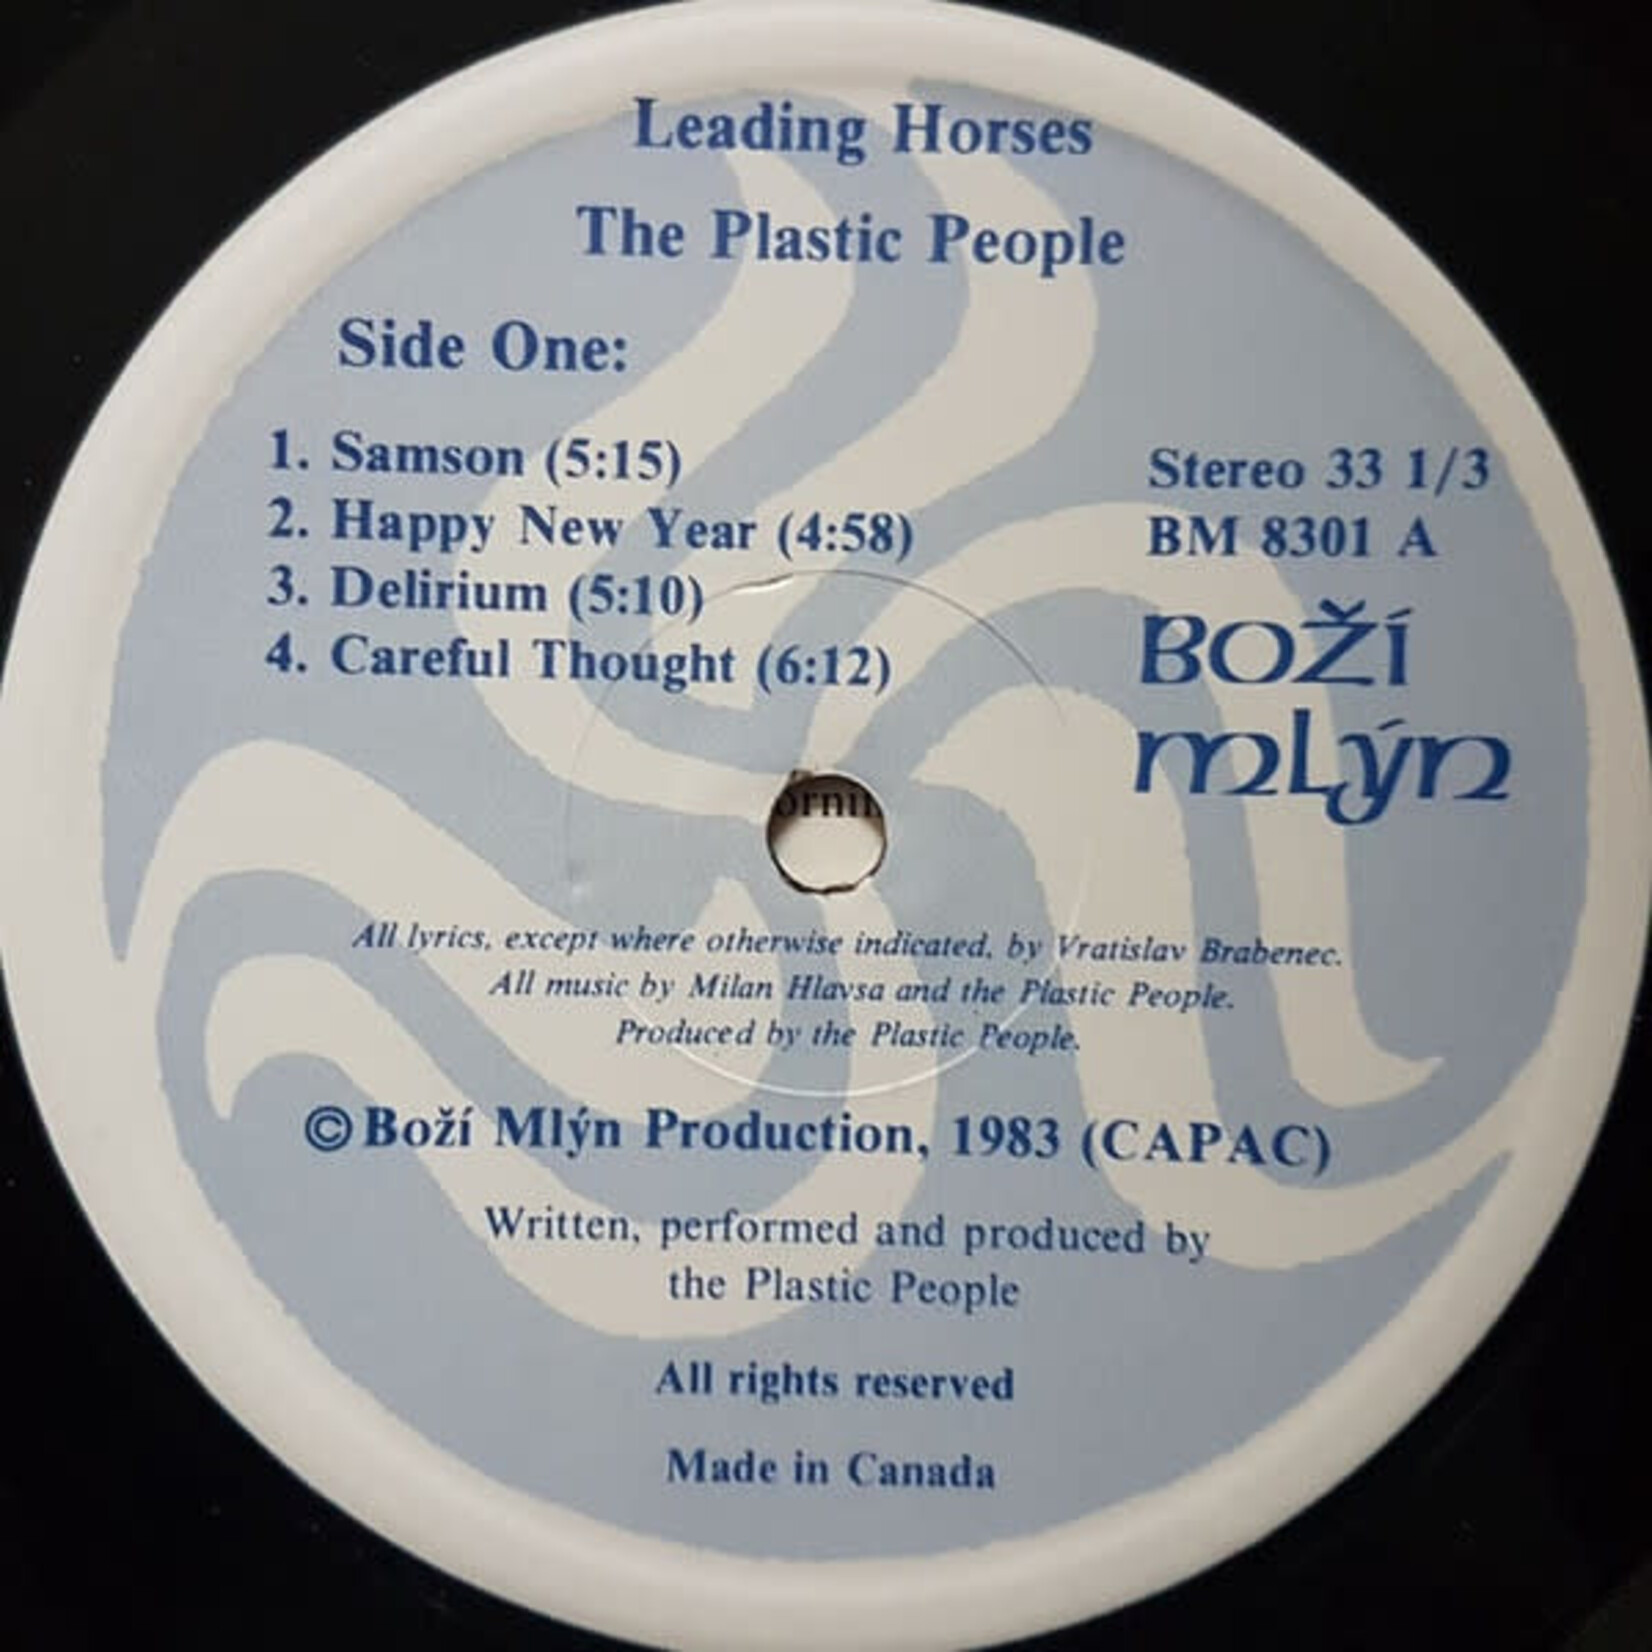 Leading Horses
The Plastic People
Side One:
1. Samson (5:15)
2. Happy New Year (4:58)
3. Delirium (5:10)
4. Careful Thought (6:12)
Stereo 33 1/3
BM 8301 A
BOŽÍ
mLýn
All lyrics, except where otherwise indicated, by Vratislav Brabenec.
All music by Milan Hlavsa and the Plastic People.
Produced by the Plastic People.
© Boží Mlýn Production, 1983 (CAPAC)
Written, performed and produced by
the Plastic People
All rights reserved
Made in Canada